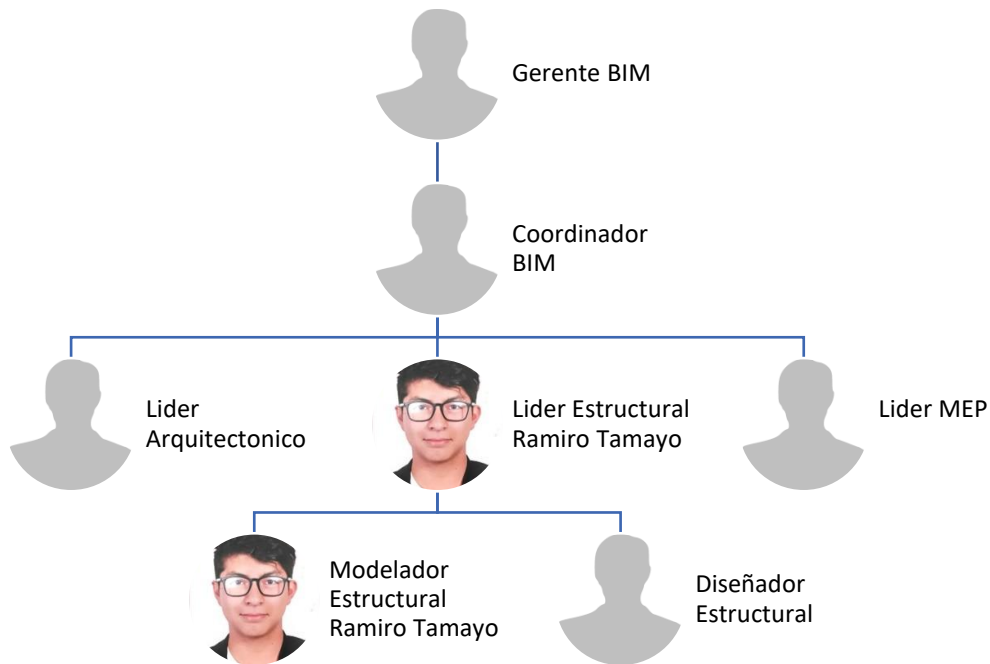 Gerente BIM
Coordinador
BIM
Lider
Arquitectonico
Lider Estructural
Ramiro Tamayo
Lider MEP
Modelador
Estructural
Ramiro Tamayo
Diseñador
Estructural